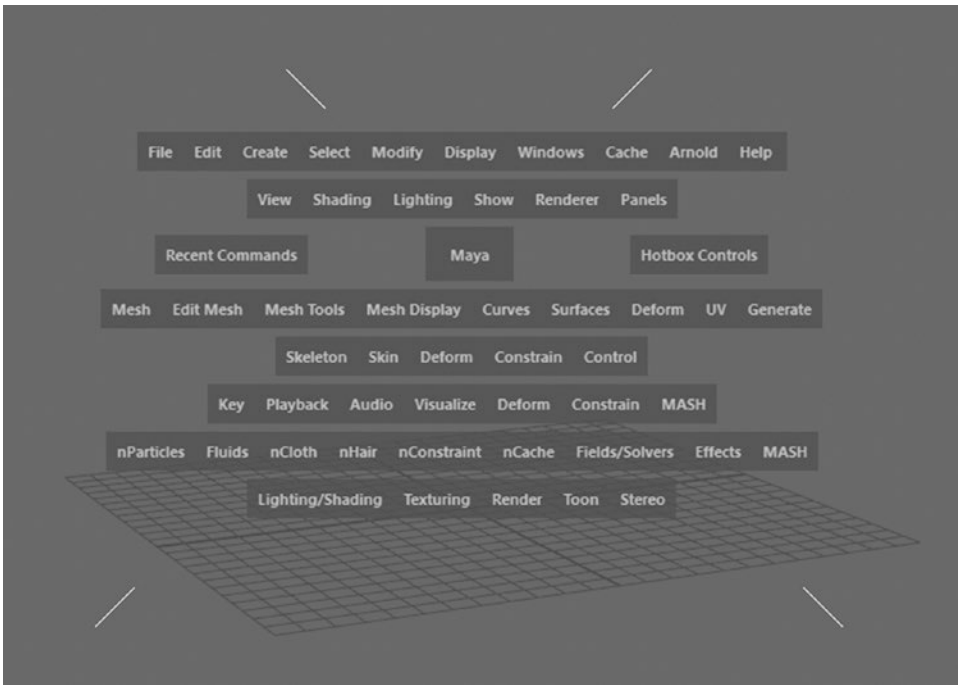 File Edit Create Select Modify Display Windows Cache Arnold Help
View Shading Lighting Show Renderer Panels
Recent Commands Maya Hotbox Controls
Mesh Edit Mesh Mesh Tools Mesh Display Curves Surfaces Deform UV Generate
Skeleton Skin Deform Constrain Control
Key Playback Audio Visualize Deform Constrain MASH
nParticles Fluids nCloth nHair nConstraint nCache Fields/Solvers Effects MASH
Lighting/Shading Texturing Render Toon Stereo